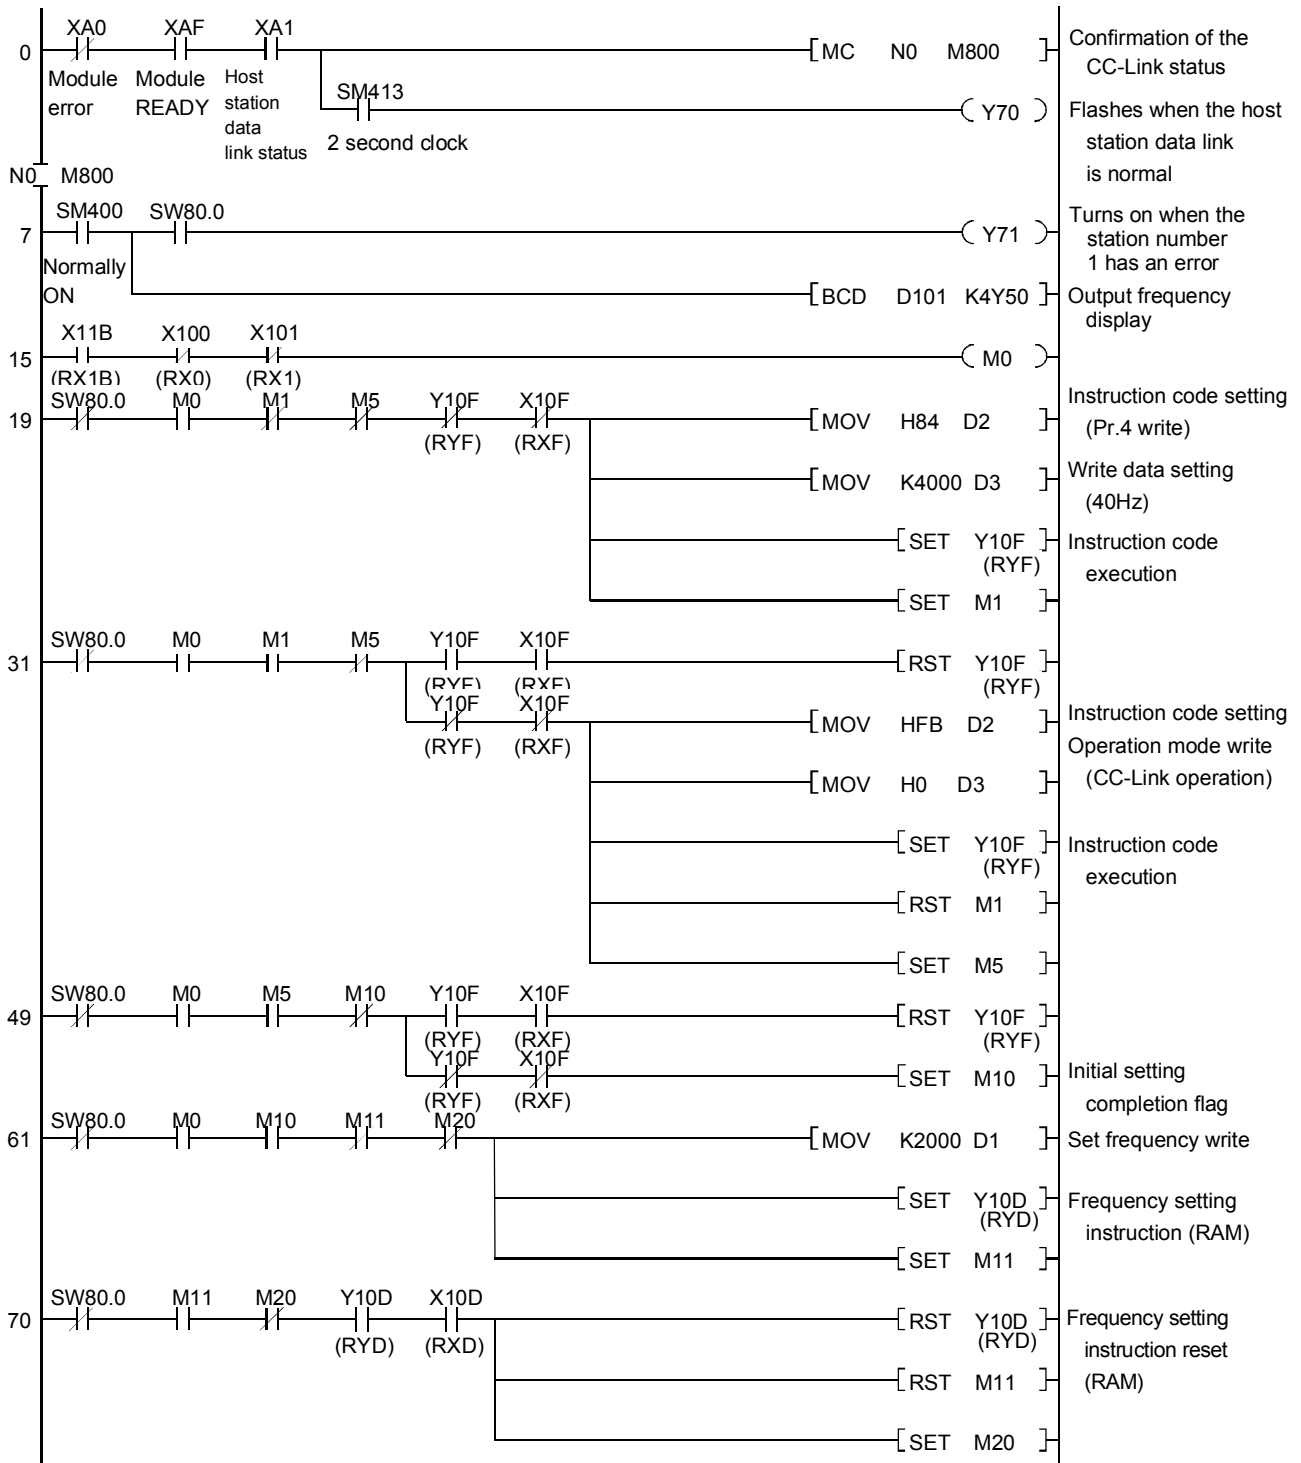 XA0 XAF XA1
0 MC N0 M800 Confirmation of the
CC-Link status
Module Module Host
error READY station
data
link status
SM413
2 second clock
Y70 Flashes when the host
station data link
is normal
N0 M800
SM400 SW80.0
7 Y71 Turns on when the
station number
1 has an error
Normally
ON
BCD D101 K4Y50 Output frequency
display
X11B X100 X101
15 M0
(RX1B) (RX0) (RX1)
SW80.0 M0 M1 M5 Y10F X10F
19 MOV H84 D2 Instruction code setting
(RYF) (RXF) (Pr.4 write)
MOV K4000 D3 Write data setting
(40Hz)
SET Y10F Instruction code
(RYF) execution
SET M1
SW80.0 M0 M1 M5 Y10F X10F
31 RST Y10F
(RYF) (RXF) (RYF)
Y10F X10F
MOV HFB D2 Instruction code setting
(RYF) (RXF) Operation mode write
MOV H0 D3 (CC-Link operation)
SET Y10F Instruction code
(RYF) execution
RST M1
SET M5
SW80.0 M0 M5 M10 Y10F X10F
49 RST Y10F
(RYF) (RXF) (RYF)
Y10F X10F
SET M10 Initial setting
(RYF) (RXF) completion flag
SW80.0 M0 M10 M11 M20
61 MOV K2000 D1 Set frequency write
SET Y10D Frequency setting
(RYD) instruction (RAM)
SET M11
SW80.0 M11 M20 Y10D X10D
70 RST Y10D Frequency setting
(RYD) (RXD) (RYD) instruction reset
RST M11 (RAM)
SET M20